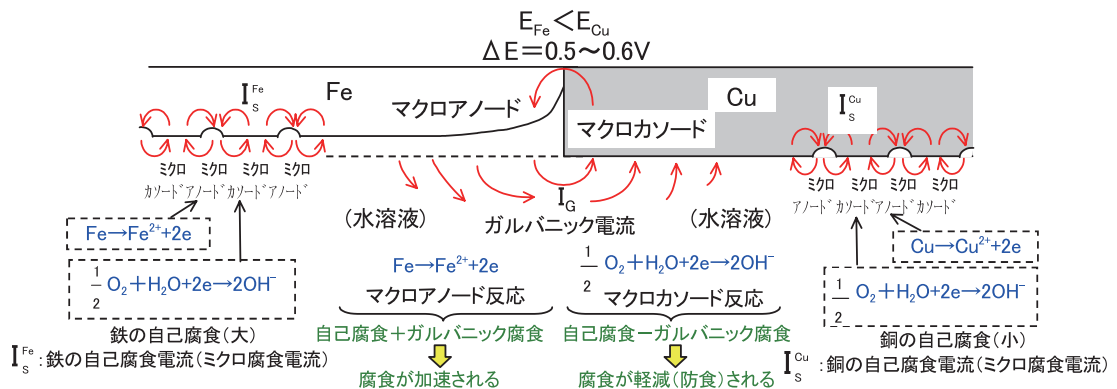 E_Fe＜E_Cu
ΔE＝0.5～0.6V
Fe
I_S^Fe
マクロアノード
Cu
マクロカソード
I_S^Cu
ミクロ ミクロ ミクロ ミクロ
カソード アノード カソード アノード
ミクロ ミクロ ミクロ ミクロ
アノード カソード アノード カソード
(水溶液)
I_G
ガルバニック電流
(水溶液)
Fe→Fe²⁺+2e
1/2 O₂＋H₂O+2e→2OH⁻
鉄の自己腐食(大)
I_S^Fe：鉄の自己腐食電流(ミクロ腐食電流)
Fe→Fe²⁺+2e
マクロアノード反応
自己腐食＋ガルバニック腐食
腐食が加速される
1/2 O₂＋H₂O+2e→2OH⁻
マクロカソード反応
自己腐食－ガルバニック腐食
腐食が軽減(防食)される
Cu→Cu²⁺+2e
1/2 O₂＋H₂O+2e→2OH⁻
銅の自己腐食(小)
I_S^Cu：銅の自己腐食電流(ミクロ腐食電流)